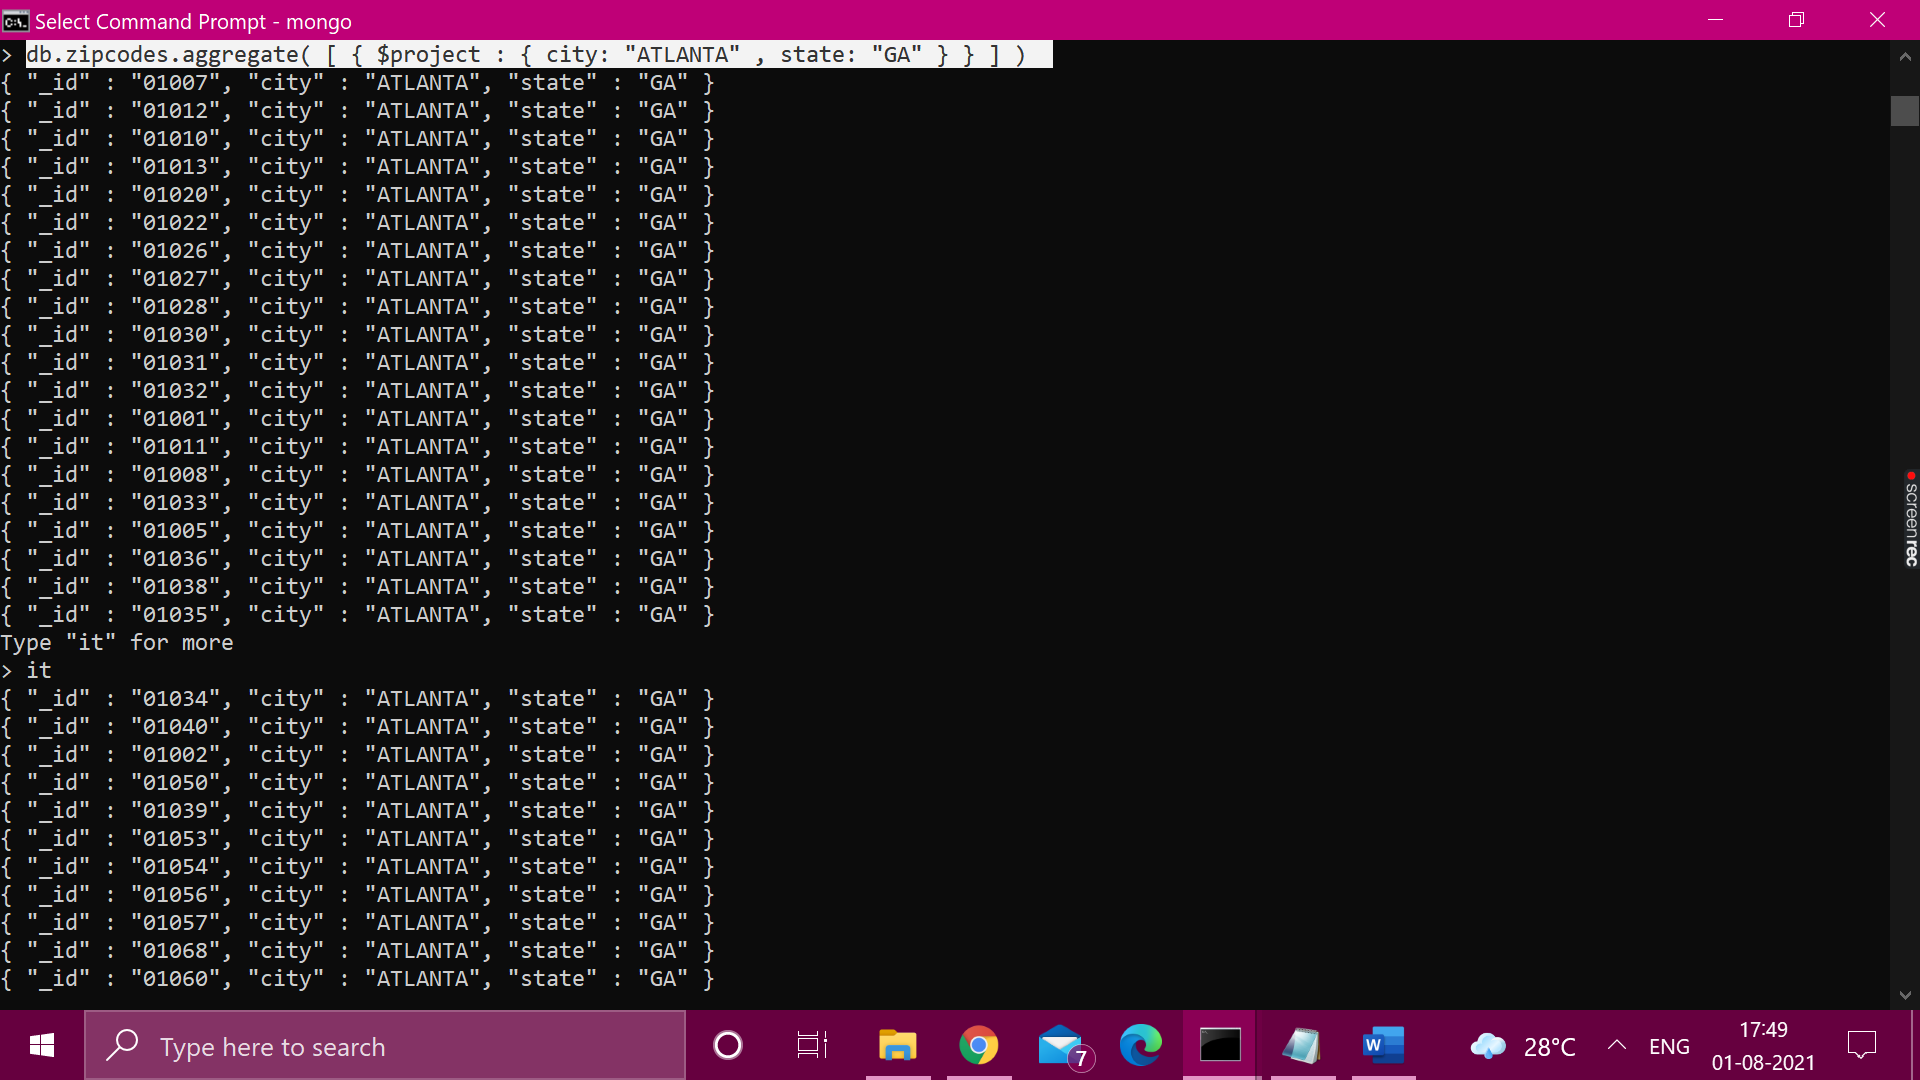 Select Command Prompt - mongo
> db.zipcodes.aggregate( [ { $project : { city: "ATLANTA" , state: "GA" } } ] )
{ "_id" : "01007", "city" : "ATLANTA", "state" : "GA" }
{ "_id" : "01012", "city" : "ATLANTA", "state" : "GA" }
{ "_id" : "01010", "city" : "ATLANTA", "state" : "GA" }
{ "_id" : "01013", "city" : "ATLANTA", "state" : "GA" }
{ "_id" : "01020", "city" : "ATLANTA", "state" : "GA" }
{ "_id" : "01022", "city" : "ATLANTA", "state" : "GA" }
{ "_id" : "01026", "city" : "ATLANTA", "state" : "GA" }
{ "_id" : "01027", "city" : "ATLANTA", "state" : "GA" }
{ "_id" : "01028", "city" : "ATLANTA", "state" : "GA" }
{ "_id" : "01030", "city" : "ATLANTA", "state" : "GA" }
{ "_id" : "01031", "city" : "ATLANTA", "state" : "GA" }
{ "_id" : "01032", "city" : "ATLANTA", "state" : "GA" }
{ "_id" : "01001", "city" : "ATLANTA", "state" : "GA" }
{ "_id" : "01011", "city" : "ATLANTA", "state" : "GA" }
{ "_id" : "01008", "city" : "ATLANTA", "state" : "GA" }
{ "_id" : "01033", "city" : "ATLANTA", "state" : "GA" }
{ "_id" : "01005", "city" : "ATLANTA", "state" : "GA" }
{ "_id" : "01036", "city" : "ATLANTA", "state" : "GA" }
{ "_id" : "01038", "city" : "ATLANTA", "state" : "GA" }
{ "_id" : "01035", "city" : "ATLANTA", "state" : "GA" }
Type "it" for more
> it
{ "_id" : "01034", "city" : "ATLANTA", "state" : "GA" }
{ "_id" : "01040", "city" : "ATLANTA", "state" : "GA" }
{ "_id" : "01002", "city" : "ATLANTA", "state" : "GA" }
{ "_id" : "01050", "city" : "ATLANTA", "state" : "GA" }
{ "_id" : "01039", "city" : "ATLANTA", "state" : "GA" }
{ "_id" : "01053", "city" : "ATLANTA", "state" : "GA" }
{ "_id" : "01054", "city" : "ATLANTA", "state" : "GA" }
{ "_id" : "01056", "city" : "ATLANTA", "state" : "GA" }
{ "_id" : "01057", "city" : "ATLANTA", "state" : "GA" }
{ "_id" : "01068", "city" : "ATLANTA", "state" : "GA" }
{ "_id" : "01060", "city" : "ATLANTA", "state" : "GA" }
screenrec
Type here to search
7
W
28°C
ENG
17:49
01-08-2021